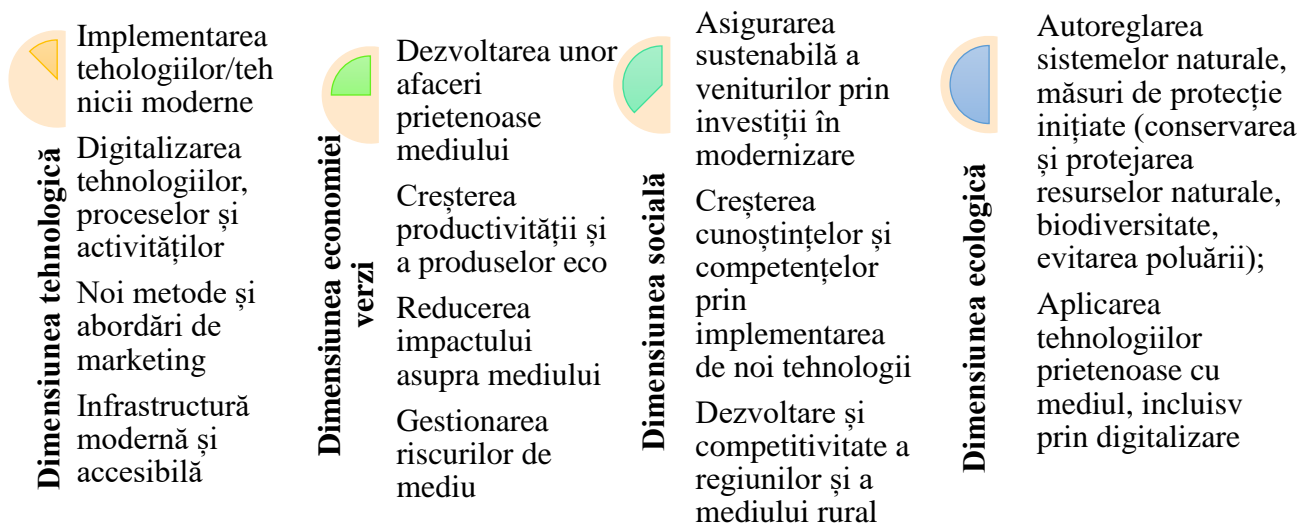 Dimensiunea tehnologică
Implementarea
tehologiilor/teh
nicii moderne
Digitalizarea
tehnologiilor,
proceselor și
activităților
Noi metode și
abordări de
marketing
Infrastructură
modernă și
accesibilă
Dimensiunea economiei
verzi
Dezvoltarea unor
afaceri
prietenoase
mediului
Creșterea
productivității și
a produselor eco
Reducerea
impactului
asupra mediului
Gestionarea
riscurilor de
mediu
Dimensiunea socială
Asigurarea
sustenabilă a
veniturilor prin
investiții în
modernizare
Creșterea
cunoștințelor și
competențelor
prin
implementarea
de noi tehnologii
Dezvoltare și
competitivitate a
regiunilor și a
mediului rural
Dimensiunea ecologică
Autoreglarea
sistemelor naturale,
măsuri de protecție
inițiate (conservarea
și protejarea
resurselor naturale,
biodiversitate,
evitarea poluării);
Aplicarea
tehnologiilor
prietenoase cu
mediul, incluisv
prin digitalizare